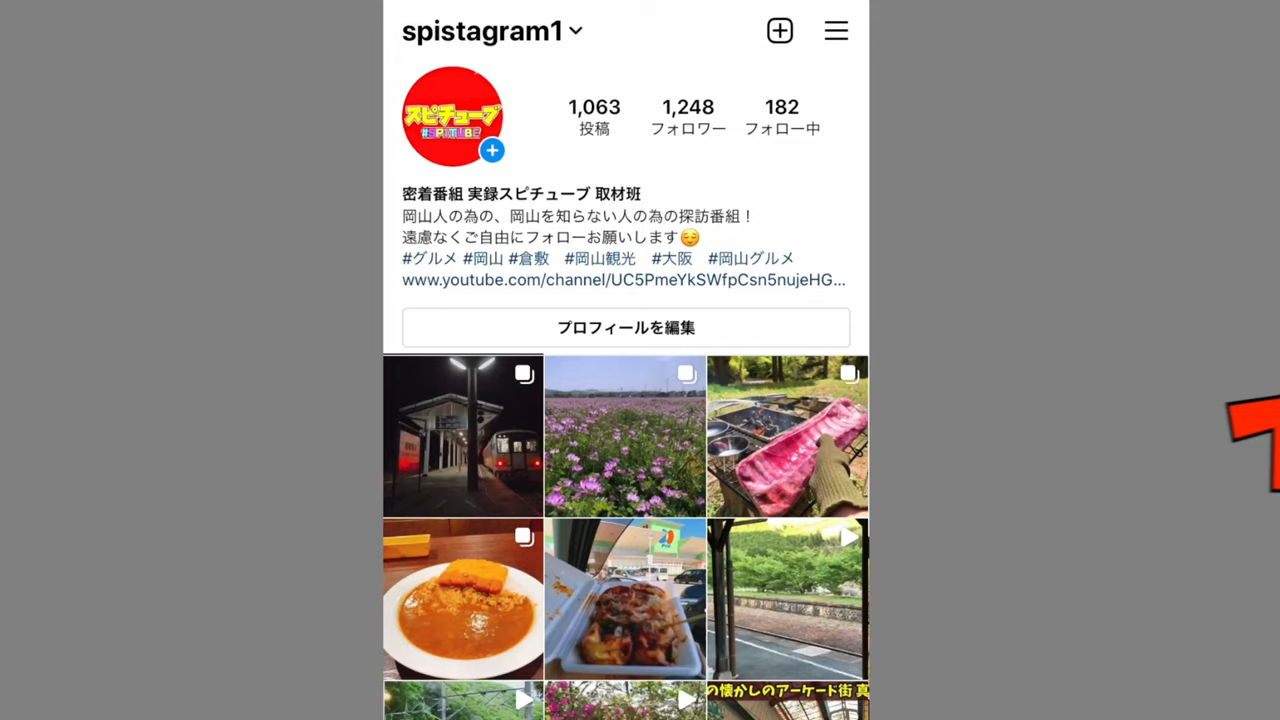 spistagram1
スピチューブ
#SPITUBE
1,063
1,248
182
投稿
フォロワー
フォロー中
密着番組 実録スピチューブ 取材班
岡山人の為の、岡山を知らない人の為の探訪番組！
遠慮なくご自由にフォローお願いします😌
#グルメ #岡山 #倉敷　#岡山観光　#大阪　#岡山グルメ
www.youtube.com/channel/UC5PmeYkSWfpCsn5nujeHG...
プロフィールを編集
の懐かしのアーケード街 真